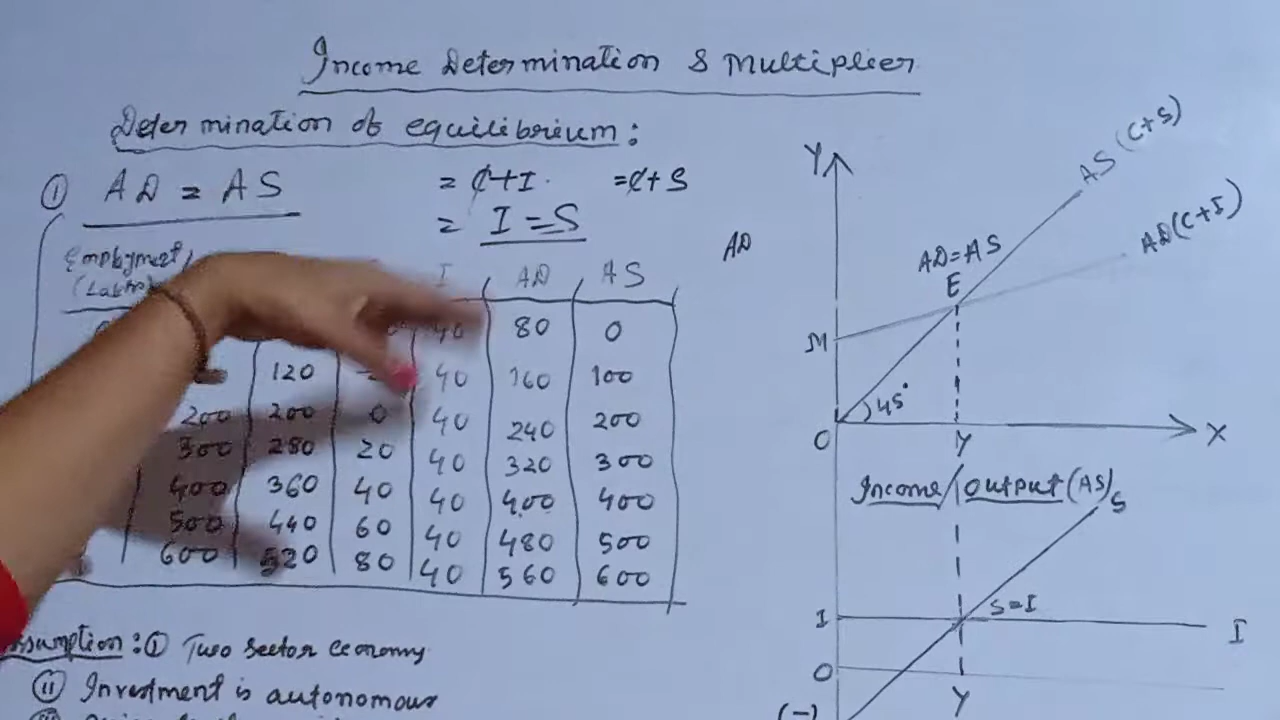 Income Determination & Multiplier
Determination of equilibrium:
① AD = AS = C+I = C+S
= I = S
Employment
(Lakhs) I AD AS
40 80 0
120 40 160 100
200 200 0 40 240 200
300 280 20 40 320 300
400 360 40 40 400 400
500 440 60 40 480 500
600 520 80 40 560 600
Assumption: ① Two sector economy
(ii) Investment is autonomous
Y
AD
AS (C+S)
AD (C+I)
AD=AS
E
M
45°
O Y X
Income/output (AS)
S
I S=I I
O
(-) Y